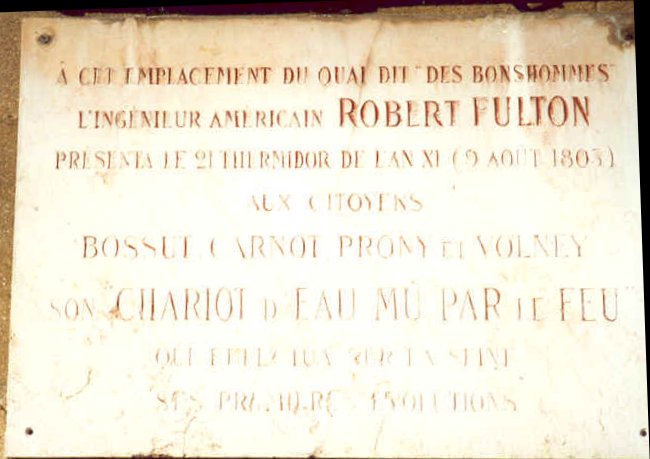 À CET EMPLACEMENT DU QUAI DIT "DES BONSHOMMES"
L'INGÉNIEUR AMÉRICAIN ROBERT FULTON
PRÉSENTA LE 21 THERMIDOR DE L'AN XI (9 AOÛT 1803)
AUX CITOYENS
BOSSUT, CARNOT, PRONY ET VOLNEY
SON "CHARIOT D'EAU MÛ PAR LE FEU"
QUI EFFECTUA SUR LA SEINE
SES PREMIÈRES ÉVOLUTIONS